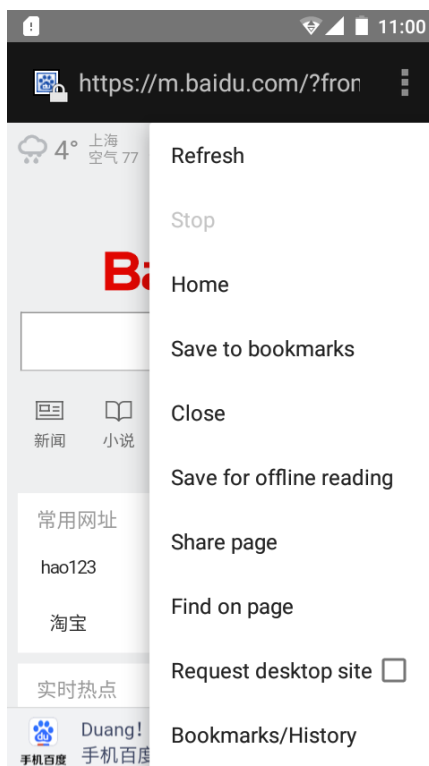 11:00
https://m.baidu.com/?fron
4°
上海
空气 77
Refresh
Stop
Ba
Home
Save to bookmarks
新闻 小说
Close
Save for offline reading
常用网址
Share page
hao123
Find on page
淘宝
Request desktop site
实时热点
Bookmarks/History
du
手机百度
Duang!
手机百度